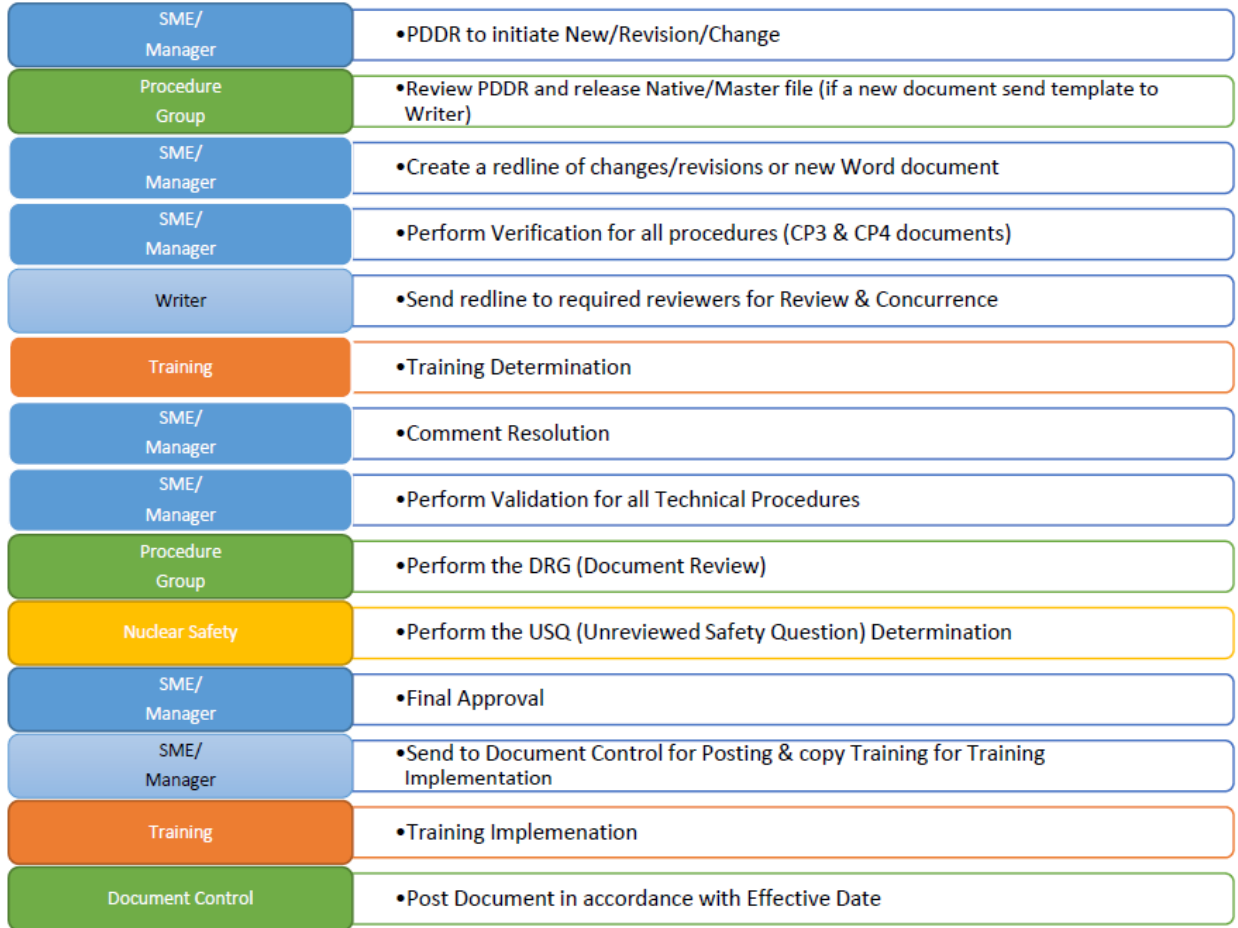 SME/
Manager
•PDDR to initiate New/Revision/Change
Procedure
Group
•Review PDDR and release Native/Master file (if a new document send template to
Writer)
SME/
Manager
•Create a redline of changes/revisions or new Word document
SME/
Manager
•Perform Verification for all procedures (CP3 & CP4 documents)
Writer
•Send redline to required reviewers for Review & Concurrence
Training
•Training Determination
SME/
Manager
•Comment Resolution
SME/
Manager
•Perform Validation for all Technical Procedures
Procedure
Group
•Perform the DRG (Document Review)
Nuclear Safety
•Perform the USQ (Unreviewed Safety Question) Determination
SME/
Manager
•Final Approval
SME/
Manager
•Send to Document Control for Posting & copy Training for Training
Implementation
Training
•Training Implemenation
Document Control
•Post Document in accordance with Effective Date